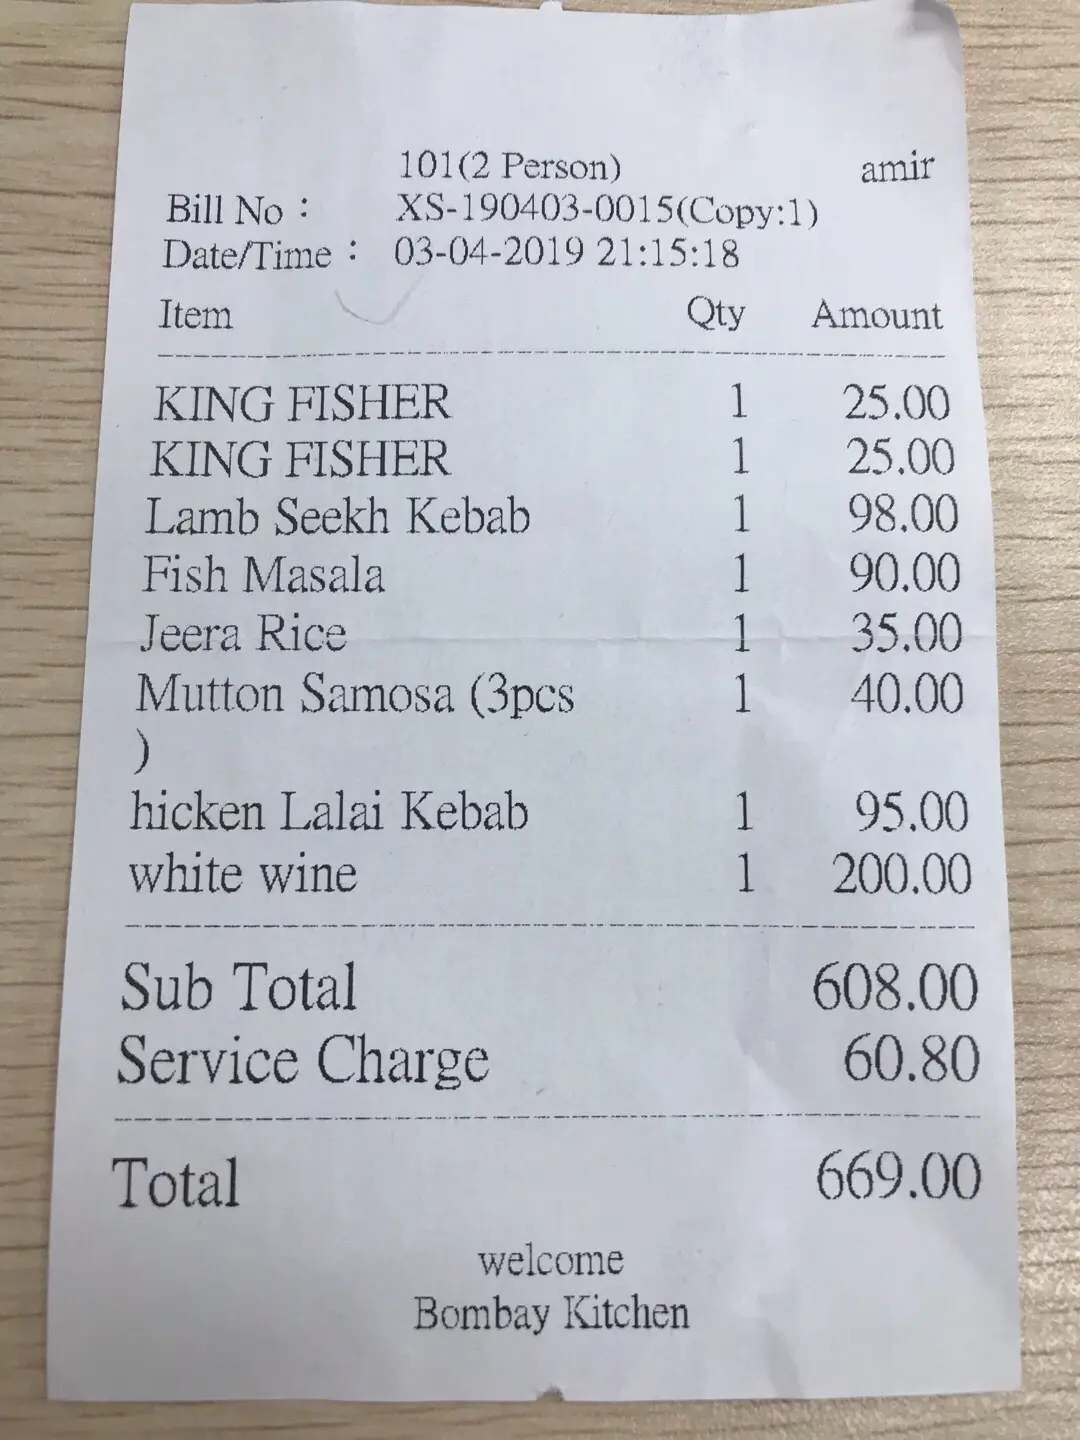 101(2 Person) amir
Bill No : XS-190403-0015(Copy:1)
Date/Time : 03-04-2019 21:15:18
Item Qty Amount
KING FISHER 1 25.00
KING FISHER 1 25.00
Lamb Seekh Kebab 1 98.00
Fish Masala 1 90.00
Jeera Rice 1 35.00
Mutton Samosa (3pcs 1 40.00
)
hicken Lalai Kebab 1 95.00
white wine 1 200.00
Sub Total 608.00
Service Charge 60.80
Total 669.00
welcome
Bombay Kitchen